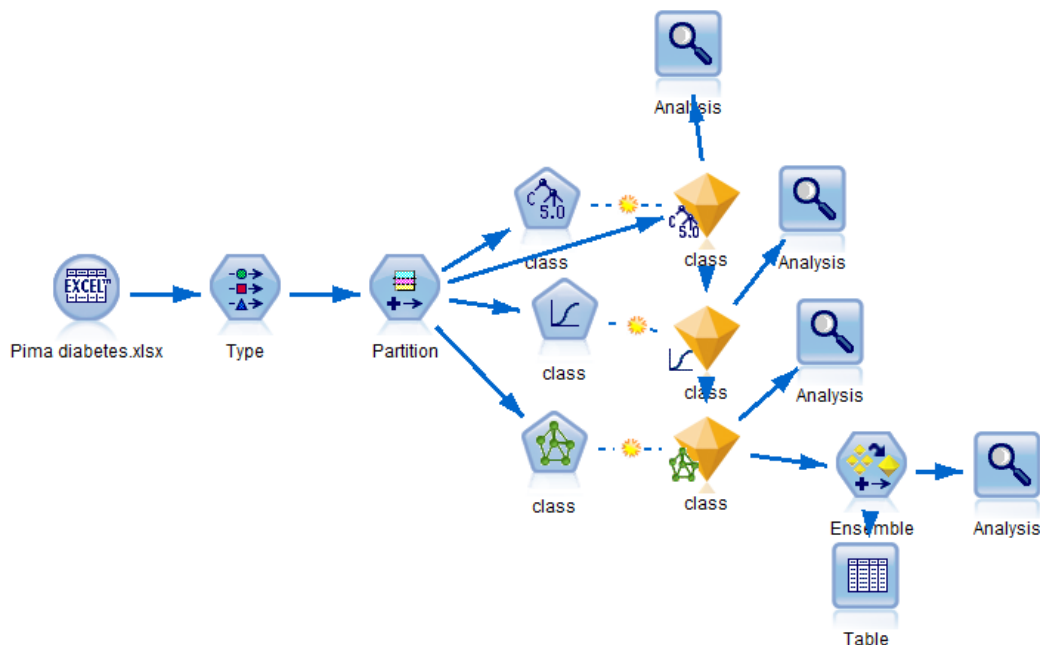 Analysis
C 5.0
class
C 5.0
class
Analysis
EXCEL™
Pima diabetes.xlsx
Type
Partition
class
class
Analysis
class
class
Ensemble
Analysis
Table